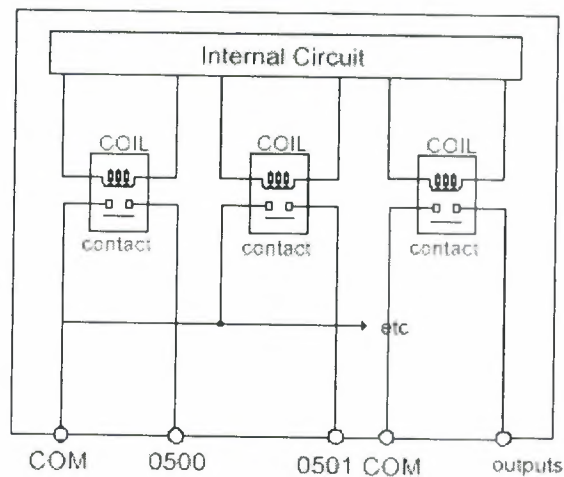 Internal Circuit
COIL COIL COIL
contact contact contact
etc
COM 0500 0501 COM outputs